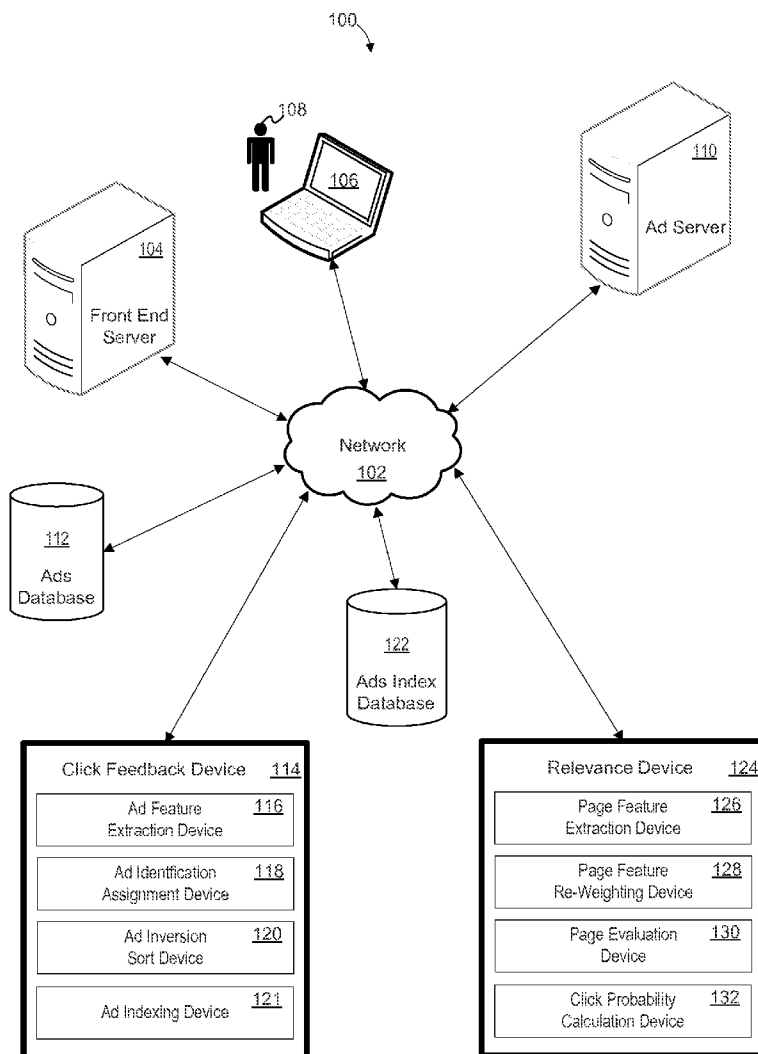 100
108
106
110
Ad Server
104
Front End
Server
Network
102
112
Ads
Database
122
Ads Index
Database
Click Feedback Device 114
Ad Feature
Extraction Device
116
Ad Identfication
Assignment Device
118
Ad Inversion
Sort Device
120
Ad Indexing Device 121
Relevance Device 124
Page Feature
Extraction Device
126
Page Feature
Re-Weighting Device
128
Page Evaluation
Device
130
Click Probability
Calculation Device
132